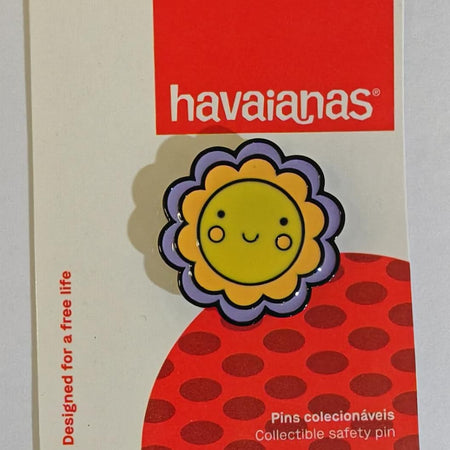 havaianas®
Designed for a free life
Pins colecionáveis
Collectible safety pin